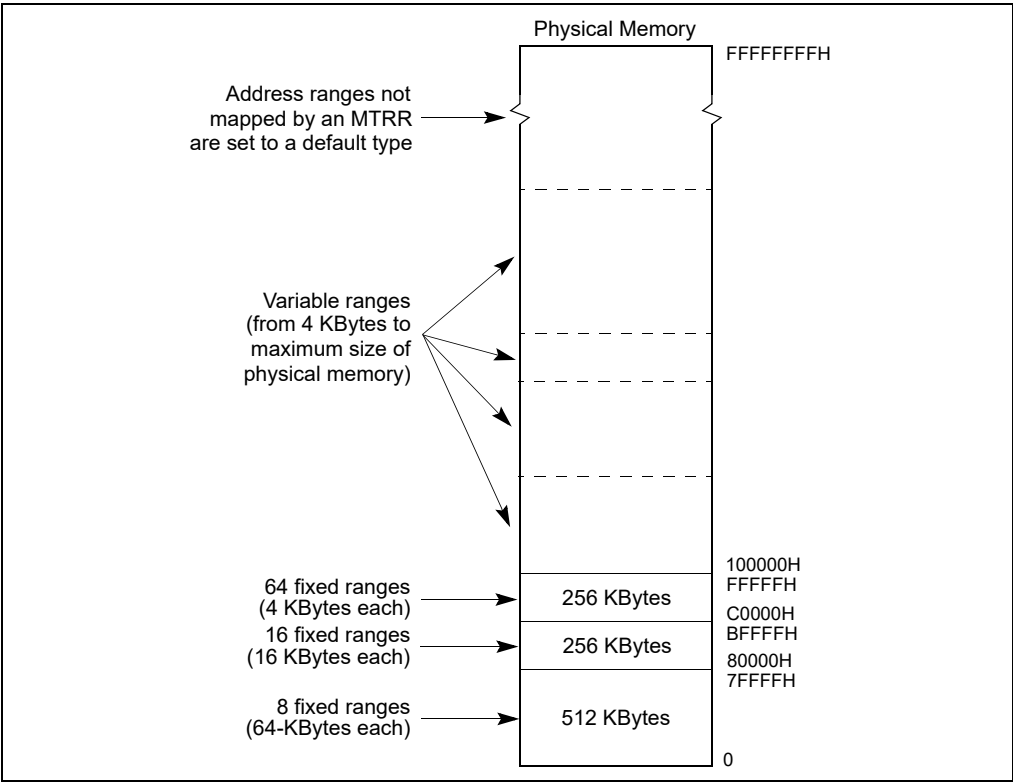 Physical Memory
FFFFFFFFH
Address ranges not
mapped by an MTRR
are set to a default type
Variable ranges
(from 4 KBytes to
maximum size of
physical memory)
100000H
64 fixed ranges
(4 KBytes each)
256 KBytes
FFFFFH
C0000H
16 fixed ranges
(16 KBytes each)
256 KBytes
BFFFFH
80000H
7FFFFH
8 fixed ranges
(64-KBytes each)
512 KBytes
0